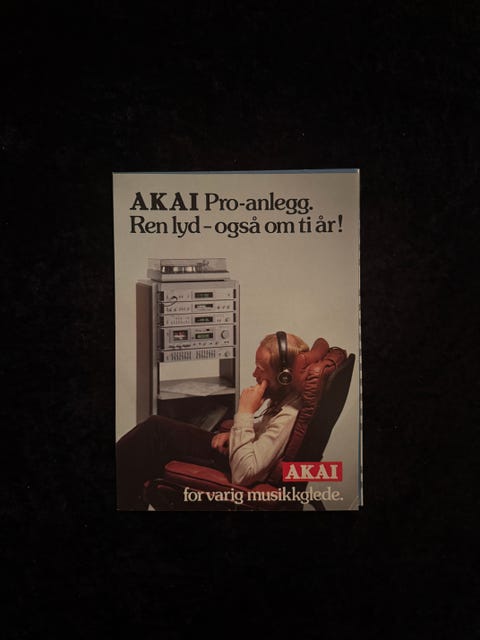 AKAI Pro-anlegg.
Ren lyd – også om ti år!
AKAI
for varig musikkglede.